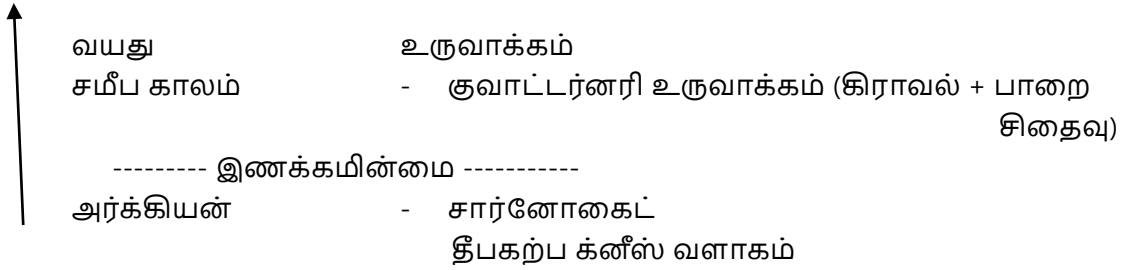 வயது உருவாக்கம்
சமீப காலம் - குவாட்டர்னரி உருவாக்கம் (கிராவல் + பாறை
சிதைவு)
--------- இணக்கமின்மை -----------
அர்க்கியன் - சார்னோகைட்
தீபகற்ப க்னீஸ் வளாகம்